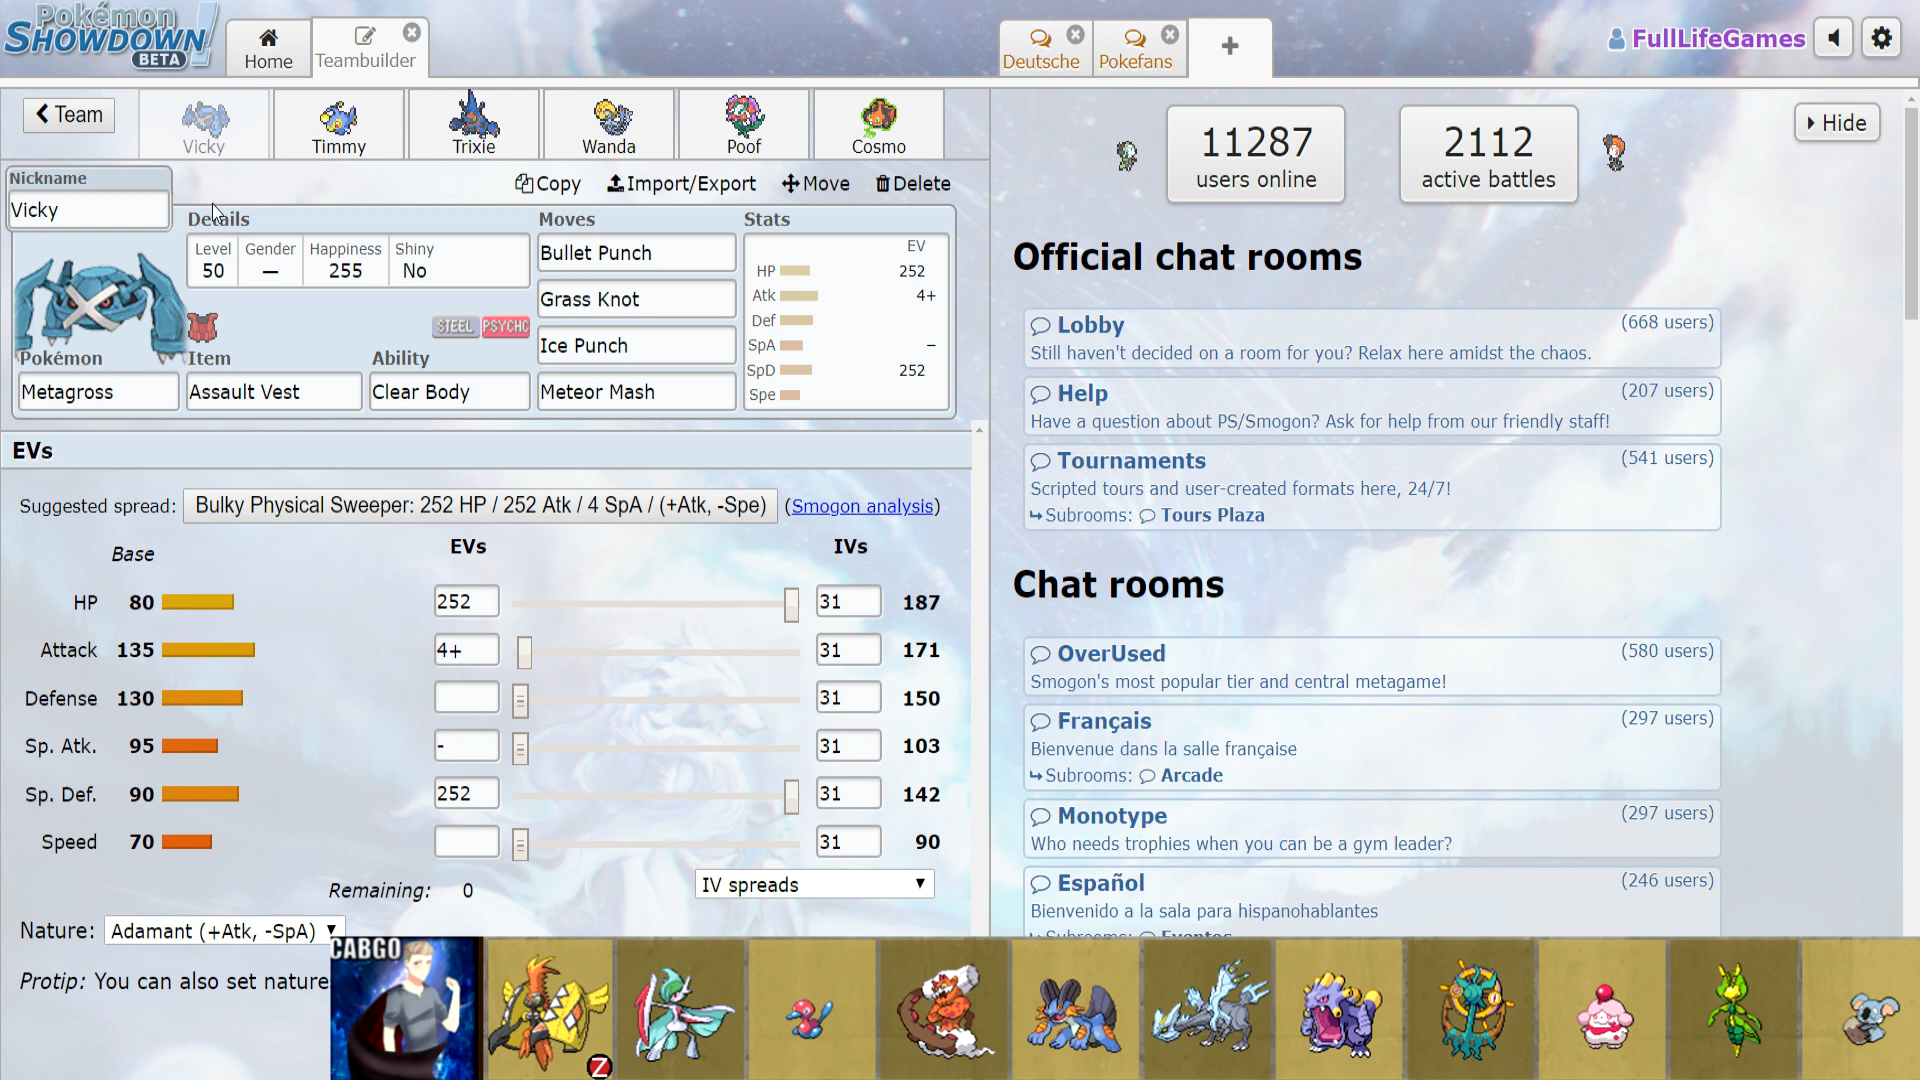 Pokémon
SHOWDOWN!
BETA
Home
Teambuilder
Deutsche
Pokefans
+
FullLifeGames
Team
Vicky
Timmy
Trixie
Wanda
Poof
Cosmo
Hide
11287
users online
2112
active battles
Nickname
Vicky
Copy
Import/Export
Move
Delete
Details
Moves
Stats
Level
50
Gender
—
Happiness
255
Shiny
No
Bullet Punch
Grass Knot
Ice Punch
Meteor Mash
EV
HP 252
Atk 4+
Def
SpA −
SpD 252
Spe
STEEL PSYCHC
Pokémon
Metagross
Item
Assault Vest
Ability
Clear Body
EVs
Suggested spread: Bulky Physical Sweeper: 252 HP / 252 Atk / 4 SpA / (+Atk, -Spe) (Smogon analysis)
Base EVs IVs
HP 80 252 31 187
Attack 135 4+ 31 171
Defense 130 31 150
Sp. Atk. 95 - 31 103
Sp. Def. 90 252 31 142
Speed 70 31 90
Remaining: 0
IV spreads
Nature: Adamant (+Atk, -SpA)
Protip: You can also set nature
Official chat rooms
Lobby (668 users)
Still haven't decided on a room for you? Relax here amidst the chaos.
Help (207 users)
Have a question about PS/Smogon? Ask for help from our friendly staff!
Tournaments (541 users)
Scripted tours and user-created formats here, 24/7!
Subrooms: Tours Plaza
Chat rooms
OverUsed (580 users)
Smogon's most popular tier and central metagame!
Français (297 users)
Bienvenue dans la salle française
Subrooms: Arcade
Monotype (297 users)
Who needs trophies when you can be a gym leader?
Español (246 users)
Bienvenido a la sala para hispanohablantes
Subrooms: Eventos
CABGO
Z